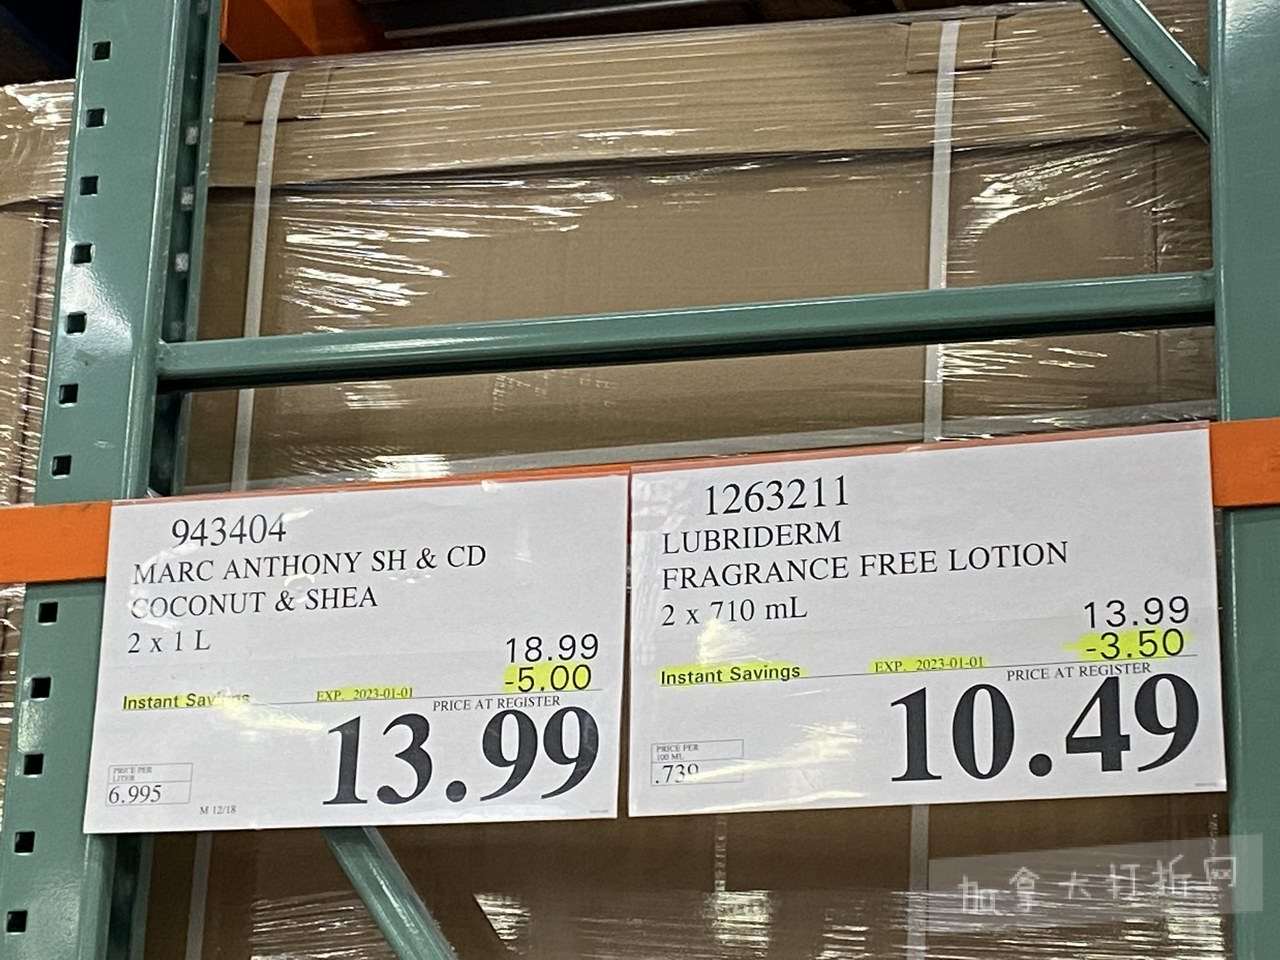 943404
MARC ANTHONY SH & CD
COCONUT & SHEA
2 x 1 L
18.99
-5.00
Instant Savings
EXP. 2023-01-01
PRICE AT REGISTER
13.99
PRICE PER
LITER
6.995
M 12/18
1263211
LUBRIDERM
FRAGRANCE FREE LOTION
2 x 710 mL
13.99
-3.50
Instant Savings
EXP. 2023-01-01
PRICE AT REGISTER
10.49
PRICE PER
100 ML
.739
加拿大打折网